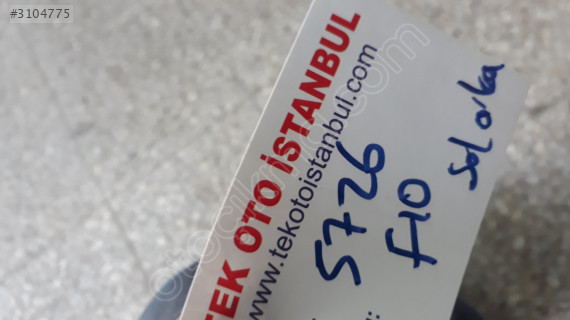 #3104775
TEK OTO İSTANBUL
www.tekotoistanbul.com
5726
F10
Sol arka